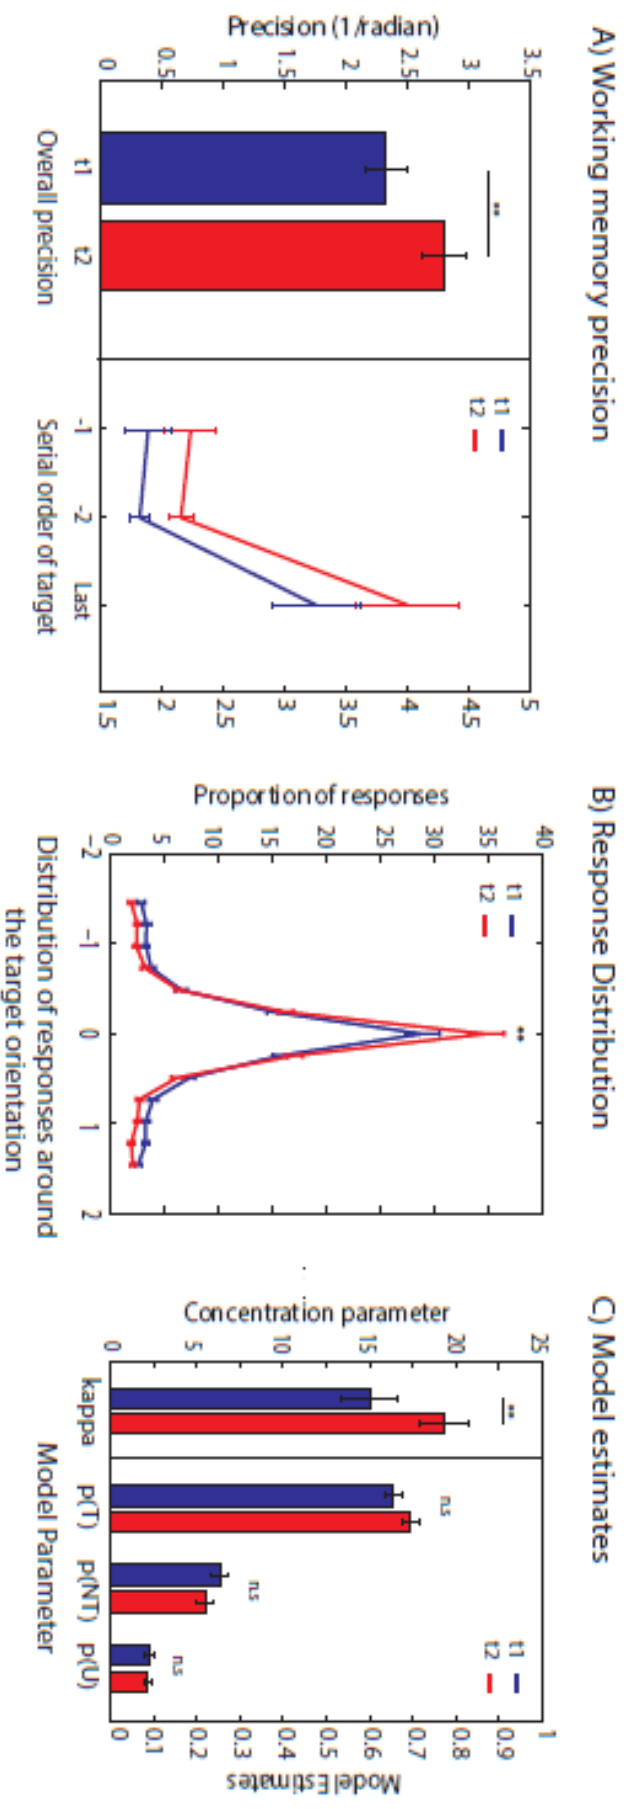 A) Working memory precision
Precision (1/radian)
0 0.5 1 1.5 2 2.5 3 3.5
**
t1 t2
Overall precision
t1
t2
-1 -2 Last
Serial order of target
1.5 2 2.5 3 3.5 4 4.5 5
B) Response Distribution
Proportion of responses
0 5 10 15 20 25 30 35 40
t1
t2
**
-2 -1 0 1 2
Distribution of responses around
the target orientation
C) Model estimates
Concentration parameter
0 5 10 15 20 25
**
n.s
n.s
n.s
t1
t2
kappa p(T) p(NT) p(U)
Model Parameter
0 0.1 0.2 0.3 0.4 0.5 0.6 0.7 0.8 0.9 1
Model Estimates